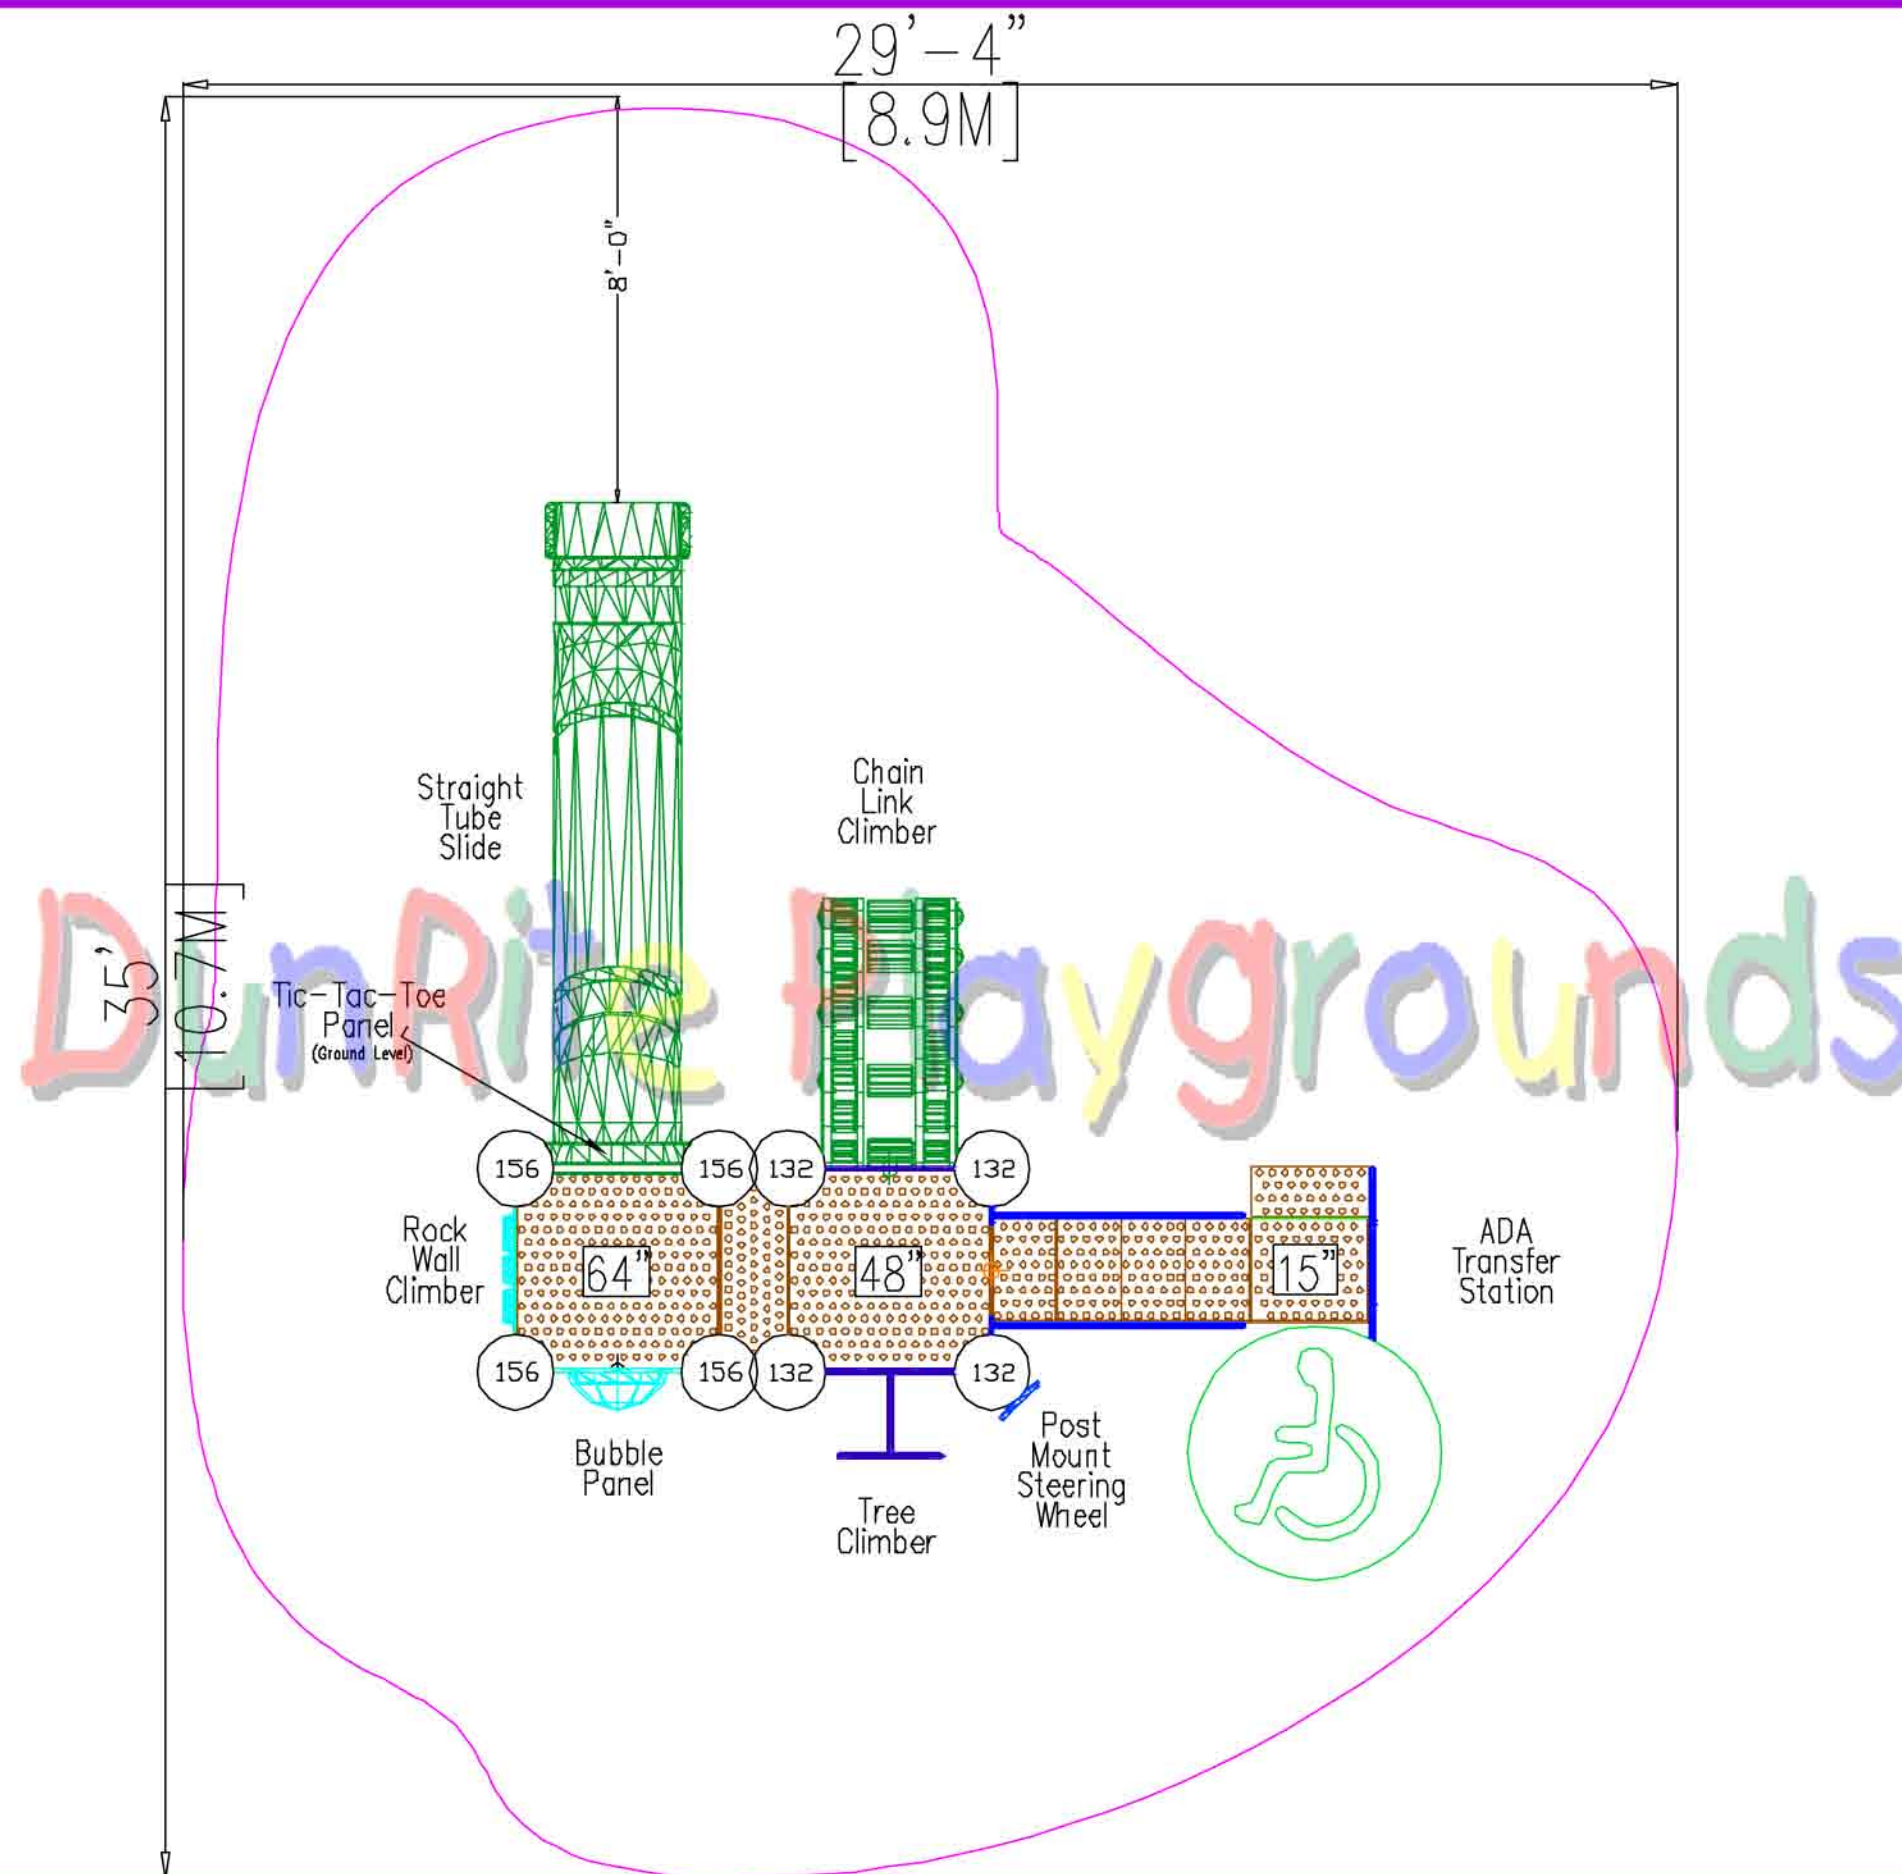 29'-4"
[8.9M]
8'-0"
Straight
Tube
Slide
Chain
Link
Climber
35'
10.7M
DunRite Playgrounds
Tic-Tac-Toe
Panel
(Ground Level)
156
156
132
132
Rock
Wall
Climber
64"
48"
15"
ADA
Transfer
Station
156
156
132
132
Bubble
Panel
Tree
Climber
Post
Mount
Steering
Wheel